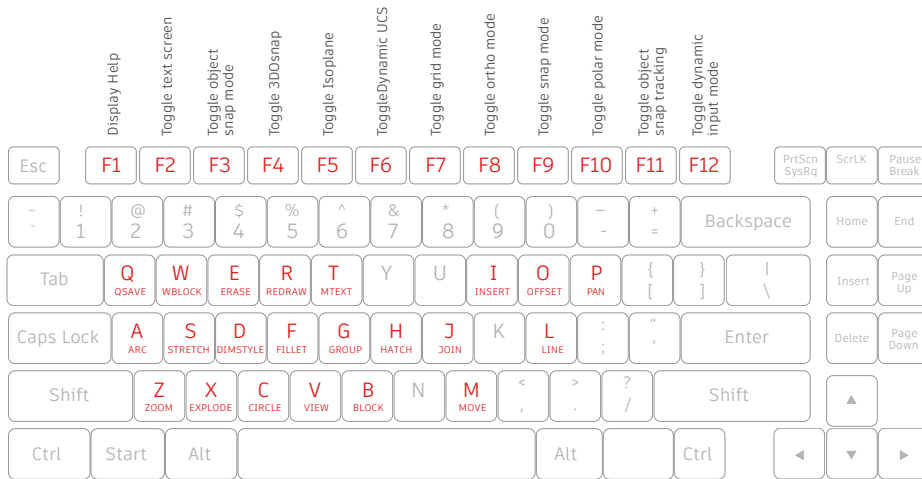 Display Help
Toggle text screen
Toggle object
snap mode
Toggle 3DOsnap
Toggle Isoplane
ToggleDynamic UCS
Toggle grid mode
Toggle ortho mode
Toggle snap mode
Toggle polar mode
Toggle object
snap tracking
Toggle dynamic
input mode
Esc F1 F2 F3 F4 F5 F6 F7 F8 F9 F10 F11 F12 PrtScn ScrLK Pause
SysRq Break
~ ! @ # $ % ^ & * ( ) – +
` 1 2 3 4 5 6 7 8 9 0 - = Backspace Home End
Tab Q W E R T Y U I O P { } | Insert Page
QSAVE WBLOCK ERASE REDRAW MTEXT INSERT OFFSET PAN [ ] \ Up
Caps Lock A S D F G H J K L : “ Enter Delete Page
ARC STRETCH DIMSTYLE FILLET GROUP HATCH JOIN LINE ; ‘ Down
Shift Z X C V B N M < > ? Shift
ZOOM EXPLODE CIRCLE VIEW BLOCK MOVE , . /
Ctrl Start Alt Alt Ctrl